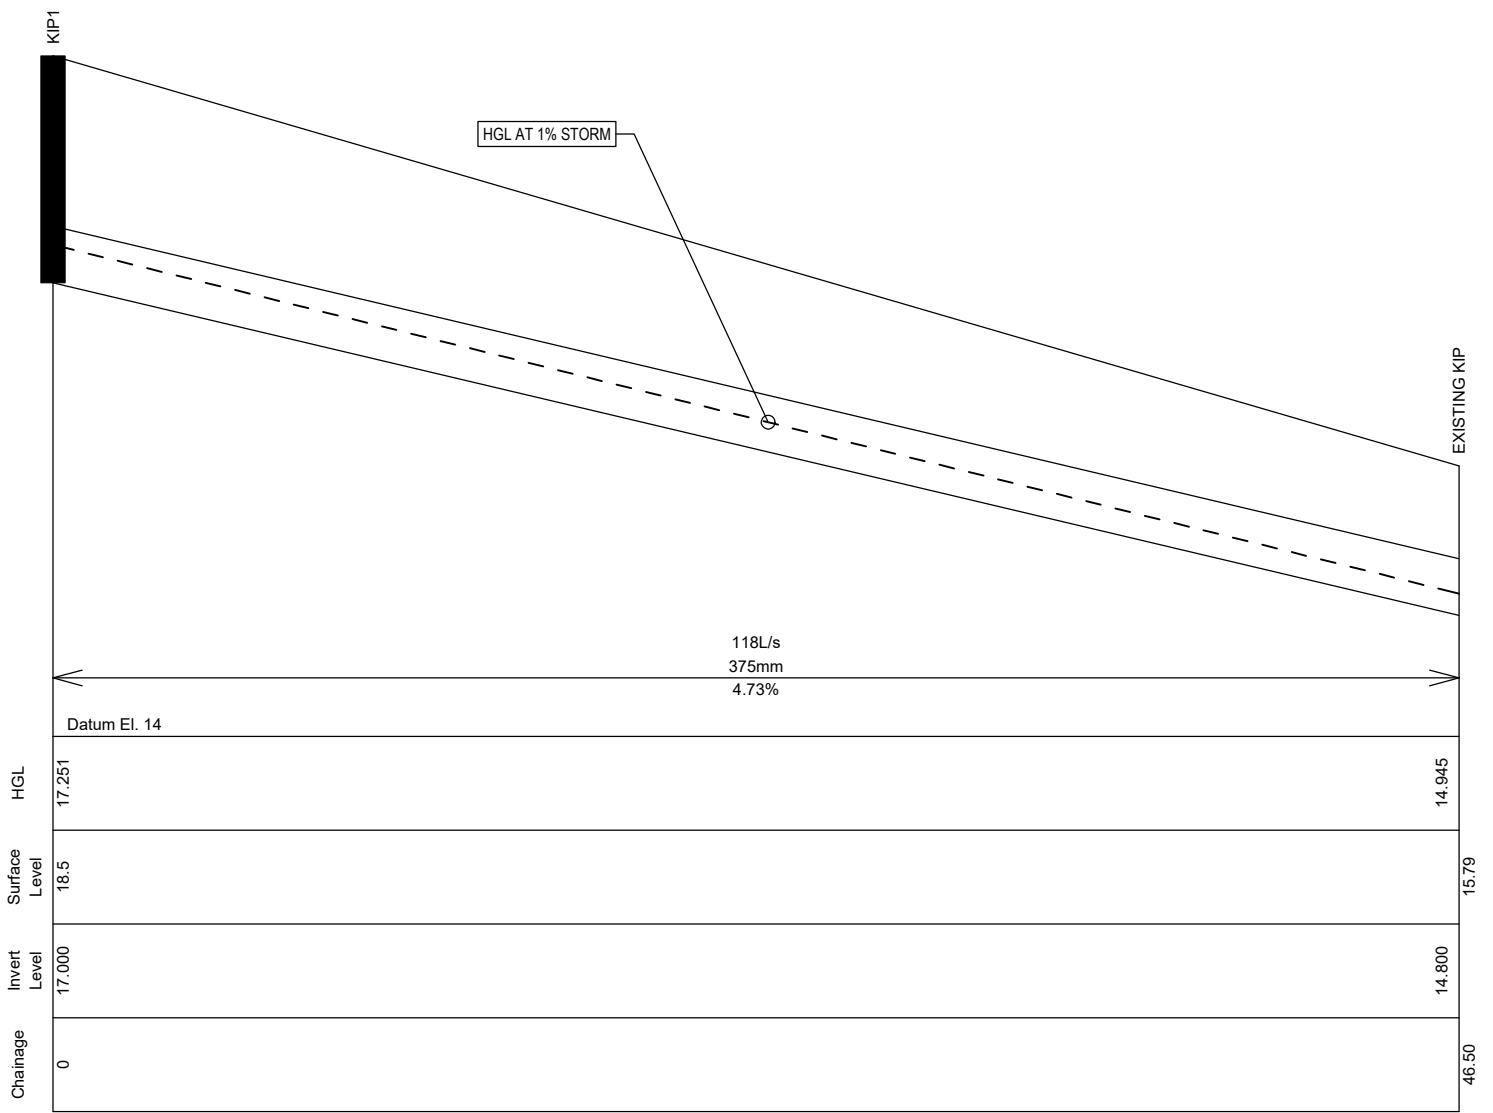 KIP1
HGL AT 1% STORM
EXISTING KIP
118L/s
375mm
4.73%
Datum El. 14
HGL
17.251
14.945
Surface
Level
18.5
15.79
Invert
Level
17.000
14.800
Chainage
0
46.50